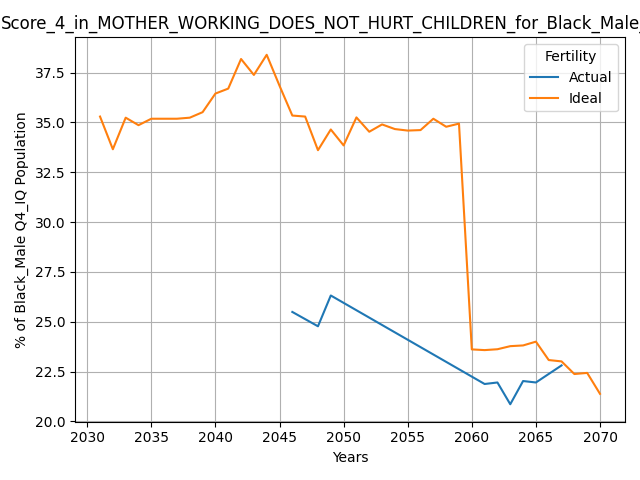 Score_4_in_MOTHER_WORKING_DOES_NOT_HURT_CHILDREN_for_Black_Male_
Fertility
Actual
Ideal
% of Black_Male Q4_IQ Population
37.5
35.0
32.5
30.0
27.5
25.0
22.5
20.0
2030 2035 2040 2045 2050 2055 2060 2065 2070
Years